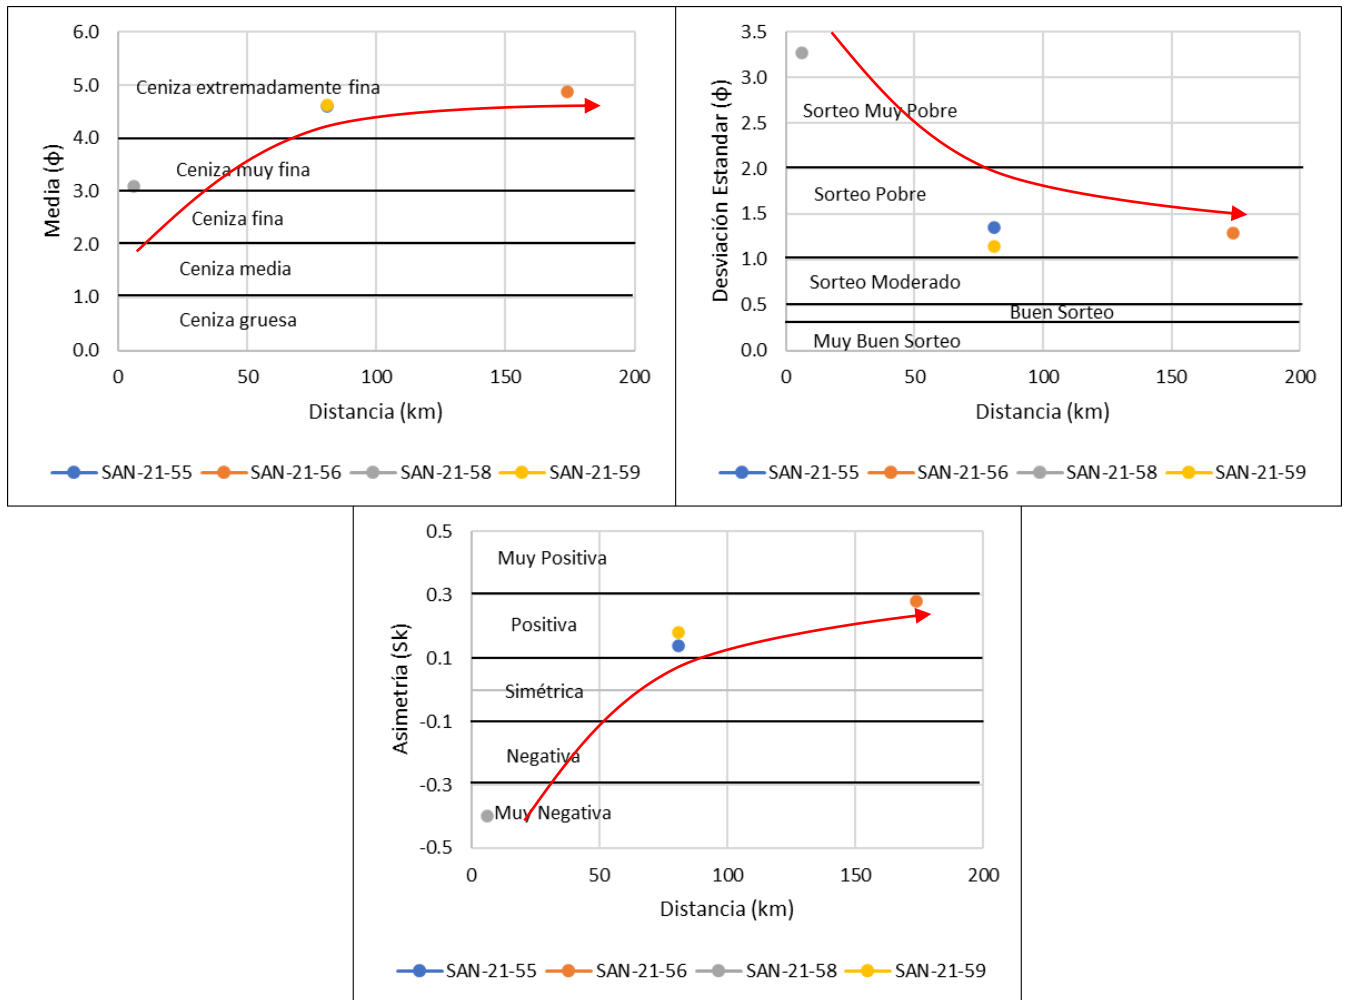 6.0
5.0
4.0
3.0
2.0
1.0
0.0
Media (ϕ)
Ceniza extremadamente fina
Ceniza muy fina
Ceniza fina
Ceniza media
Ceniza gruesa
0 50 100 150 200
Distancia (km)
SAN-21-55 SAN-21-56 SAN-21-58 SAN-21-59
3.5
3.0
2.5
2.0
1.5
1.0
0.5
0.0
Desviación Estandar (ϕ)
Sorteo Muy Pobre
Sorteo Pobre
Sorteo Moderado
Buen Sorteo
Muy Buen Sorteo
0 50 100 150 200
Distancia (km)
SAN-21-55 SAN-21-56 SAN-21-58 SAN-21-59
0.5
0.3
0.1
-0.1
-0.3
-0.5
Asimetría (Sk)
Muy Positiva
Positiva
Simétrica
Negativa
Muy Negativa
0 50 100 150 200
Distancia (km)
SAN-21-55 SAN-21-56 SAN-21-58 SAN-21-59